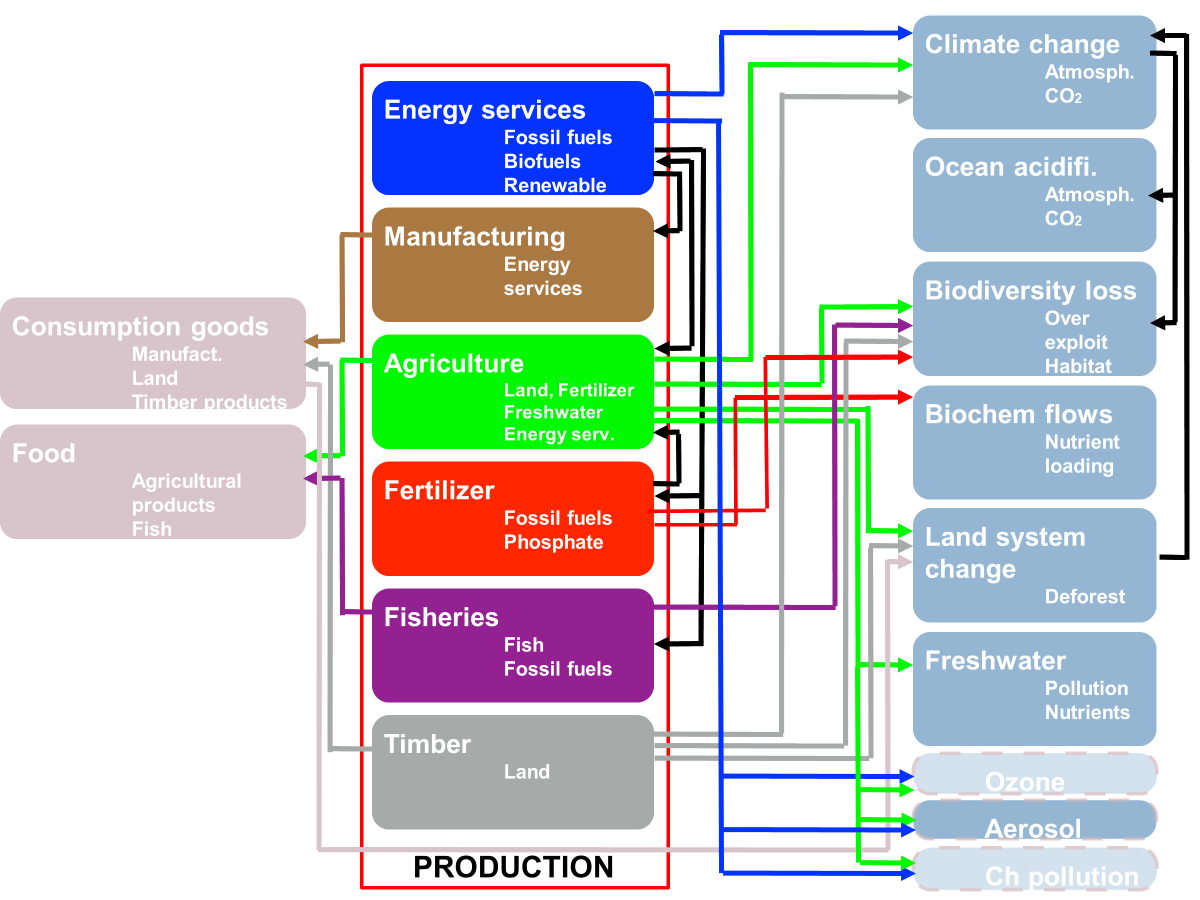 Consumption goods
Manufact.
Land
Timber products
Food
Agricultural
products
Fish
Energy services
Fossil fuels
Biofuels
Renewable
Manufacturing
Energy
services
Agriculture
Land, Fertilizer
Freshwater
Energy serv.
Fertilizer
Fossil fuels
Phosphate
Fisheries
Fish
Fossil fuels
Timber
Land
PRODUCTION
Climate change
Atmosph.
CO₂
Ocean acidifi.
Atmosph.
CO₂
Biodiversity loss
Over
exploit
Habitat
Biochem flows
Nutrient
loading
Land system
change
Deforest
Freshwater
Pollution
Nutrients
Ozone
Aerosol
Ch pollution